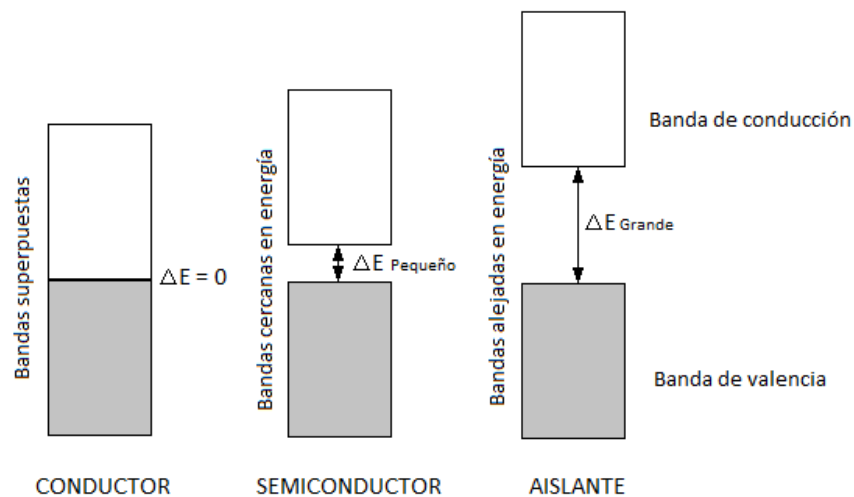 Bandas superpuestas
△E = 0
CONDUCTOR
Bandas cercanas en energía
△E Pequeño
SEMICONDUCTOR
Bandas alejadas en energía
△E Grande
AISLANTE
Banda de conducción
Banda de valencia